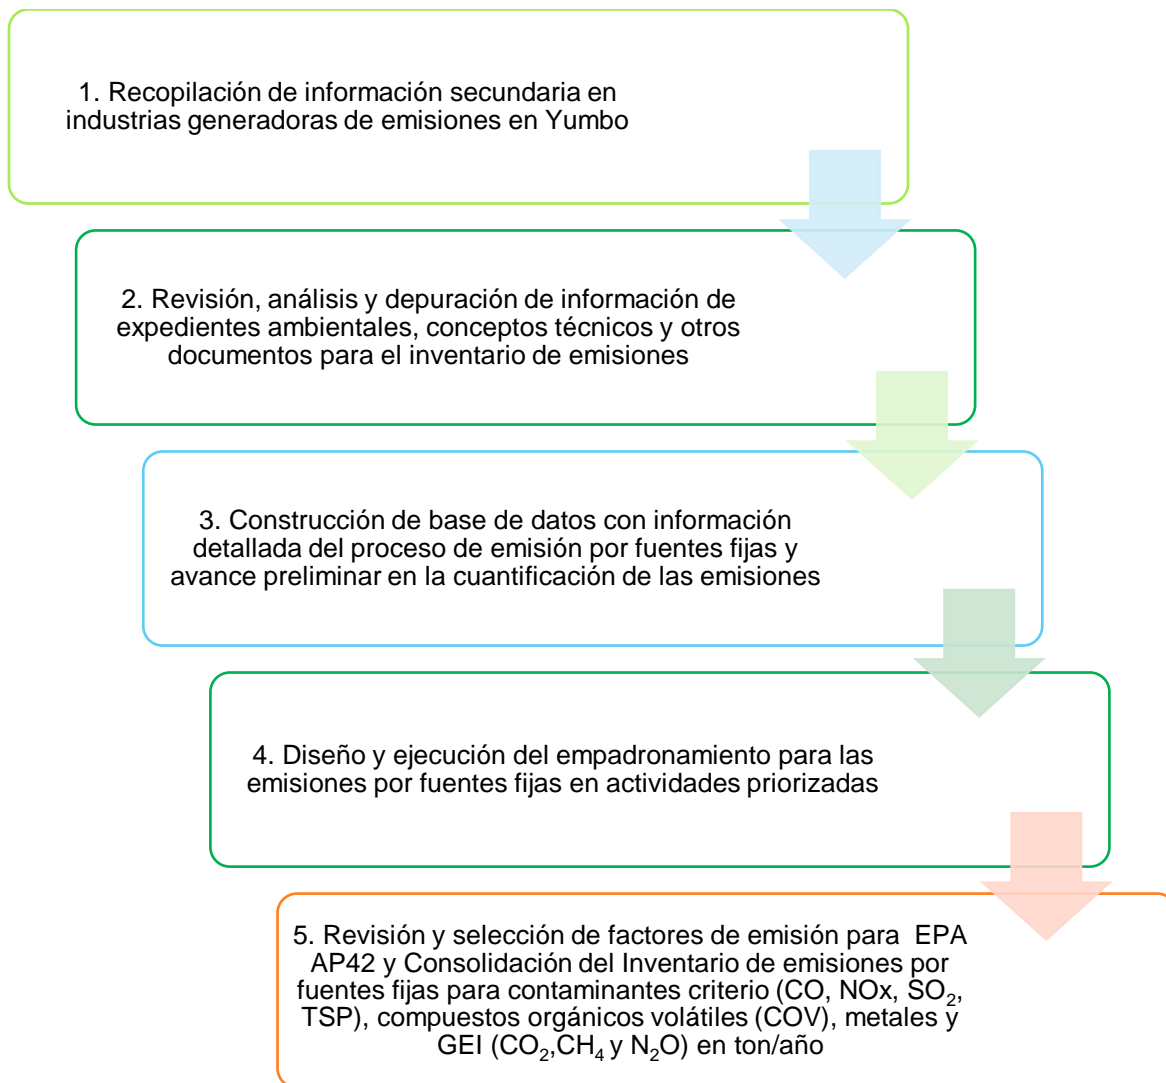 1. Recopilación de información secundaria en
industrias generadoras de emisiones en Yumbo
2. Revisión, análisis y depuración de información de
expedientes ambientales, conceptos técnicos y otros
documentos para el inventario de emisiones
3. Construcción de base de datos con información
detallada del proceso de emisión por fuentes fijas y
avance preliminar en la cuantificación de las emisiones
4. Diseño y ejecución del empadronamiento para las
emisiones por fuentes fijas en actividades priorizadas
5. Revisión y selección de factores de emisión para  EPA
AP42 y Consolidación del Inventario de emisiones por
fuentes fijas para contaminantes criterio (CO, NOx, SO₂,
TSP), compuestos orgánicos volátiles (COV), metales y
GEI (CO₂,CH₄ y N₂O) en ton/año